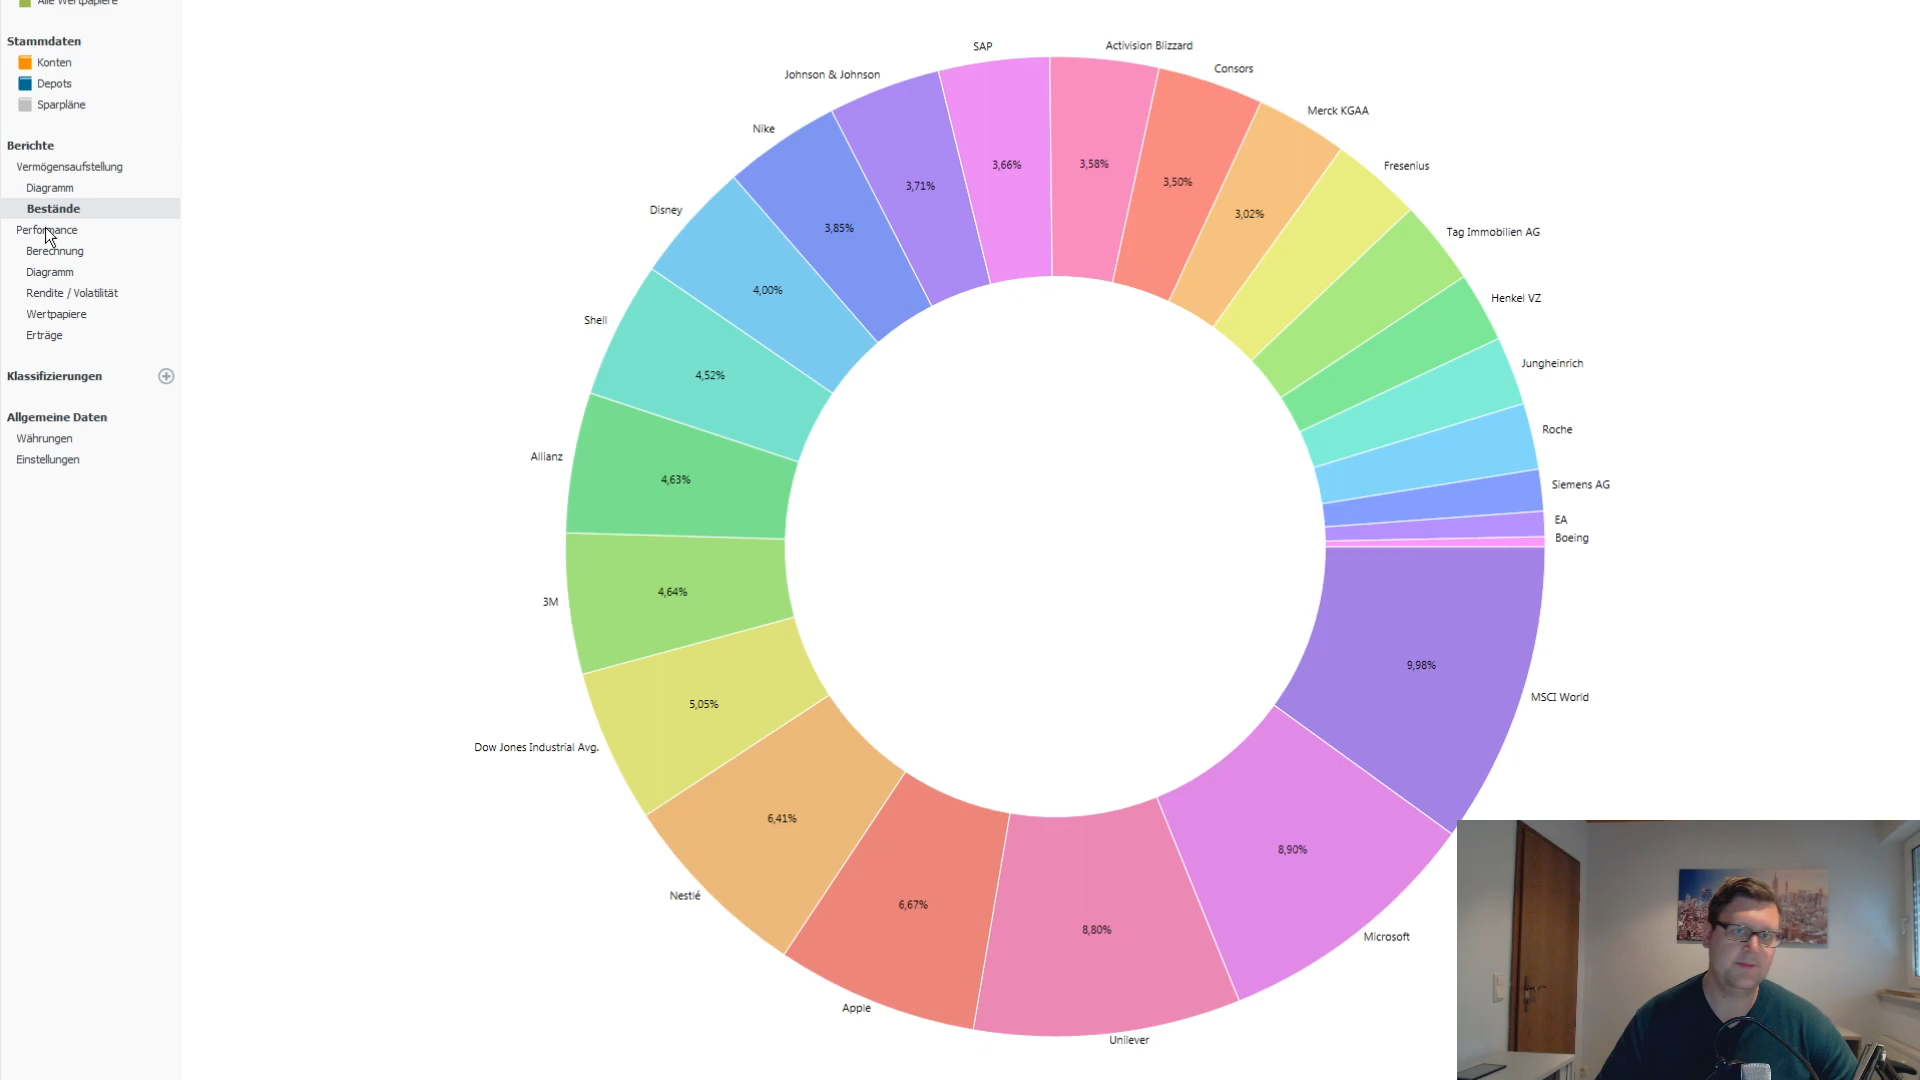 Alle Wertpapiere
Stammdaten
Konten
Depots
Sparpläne
Berichte
Vermögensaufstellung
Diagramm
Bestände
Performance
Berechnung
Diagramm
Rendite / Volatilität
Wertpapiere
Erträge
Klassifizierungen
Allgemeine Daten
Währungen
Einstellungen
SAP
Activision Blizzard
Consors
Johnson & Johnson
Merck KGAA
Nike
Fresenius
Disney
Tag Immobilien AG
Henkel VZ
Shell
Jungheinrich
Roche
Allianz
Siemens AG
EA
Boeing
3M
MSCI World
Dow Jones Industrial Avg.
Nestlé
Microsoft
Apple
Unilever
3,66%
3,58%
3,71%
3,50%
3,85%
3,02%
4,00%
4,52%
4,63%
4,64%
9,98%
5,05%
6,41%
8,90%
6,67%
8,80%